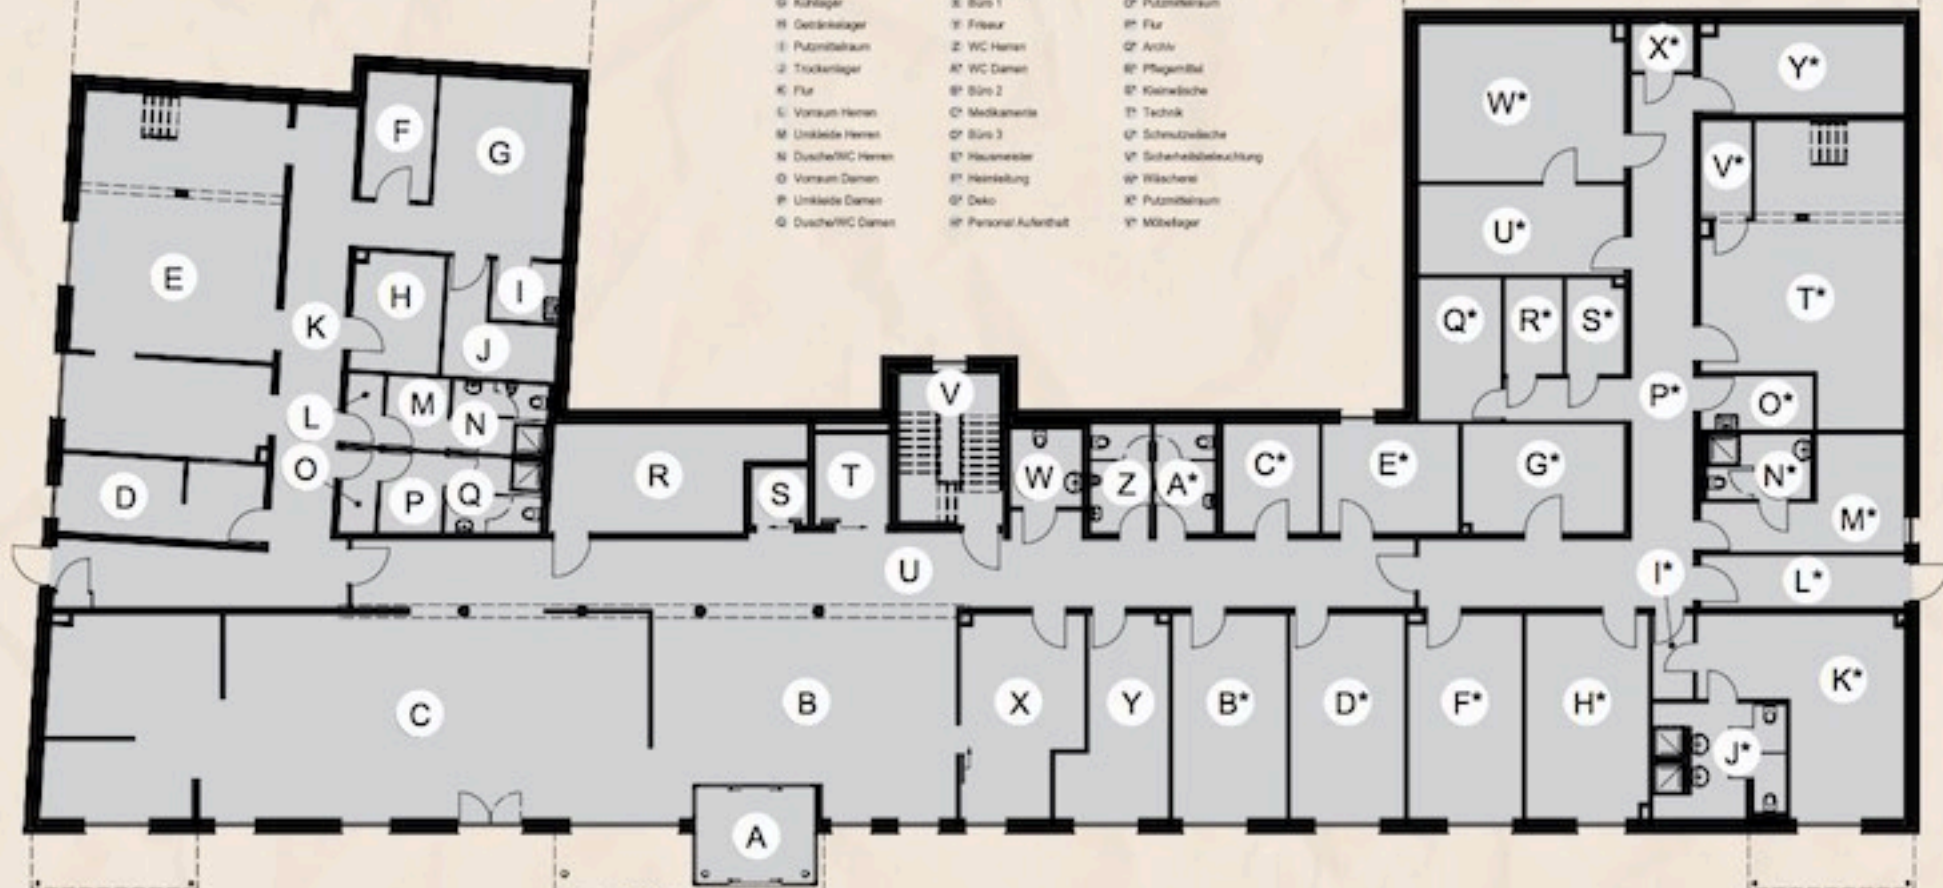 G Kühllager
H Getränkelager
I Putzmittelraum
J Trockenlager
K Flur
L Vorraum Herren
M Umkleide Herren
N Dusche/WC Herren
O Vorraum Damen
P Umkleide Damen
Q Dusche/WC Damen
X Büro 1
Y Friseur
Z WC Herren
A* WC Damen
B* Büro 2
C* Medikamente
D* Büro 3
E* Hausmeister
F* Heimleitung
G* Deko
H* Personal Aufenthalt
O* Putzmittelraum
P* Flur
Q* Archiv
R* Pflegemittel
S* Kleinwäsche
T* Technik
U* Schmutzwäsche
V* Sicherheitsbeleuchtung
W* Wäscherei
X* Putzmittelraum
Y* Möbellager
X*
Y*
W*
F
G
V*
U*
E
H
I
T*
K
Q*
R*
S*
J
V
P*
L
M
N
O*
O
R
W
Z
A*
C*
E*
G*
N*
D
P
Q
S
T
M*
U
I*
L*
C
B
X
Y
B*
D*
F*
H*
K*
J*
A